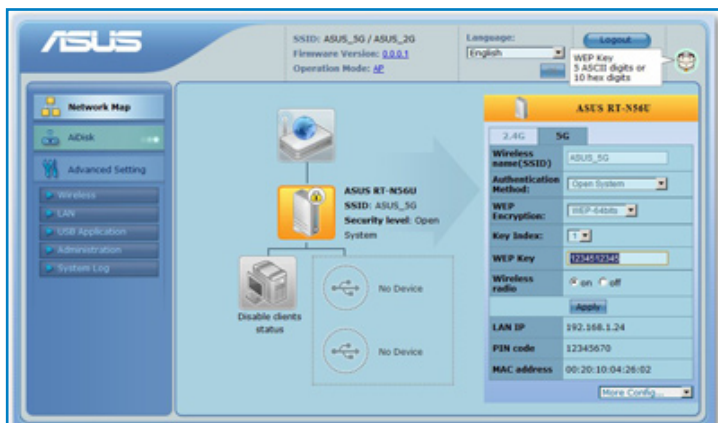 ASUS
SSID: ASUS_5G / ASUS_2G
Firmware Version: 0.0.0.1
Operation Mode: AP
Language:
English
Logout
WEP Key
5 ASCII digits or
10 hex digits
Network Map
AiDisk
Advanced Setting
Wireless
LAN
USB Application
Administration
System Log
ASUS RT-N56U
SSID: ASUS_5G
Security level: Open
System
Disable clients
status
No Device
No Device
ASUS RT-N56U
2.4G 5G
Wireless name(SSID) ASUS_5G
Authentication Method: Open System
WEP Encryption: WEP-64bits
Key Index: 1
WEP Key 1234512345
Wireless radio on off
Apply
LAN IP 192.168.1.24
PIN code 12345670
MAC address 00:20:10:04:26:02
More Config...